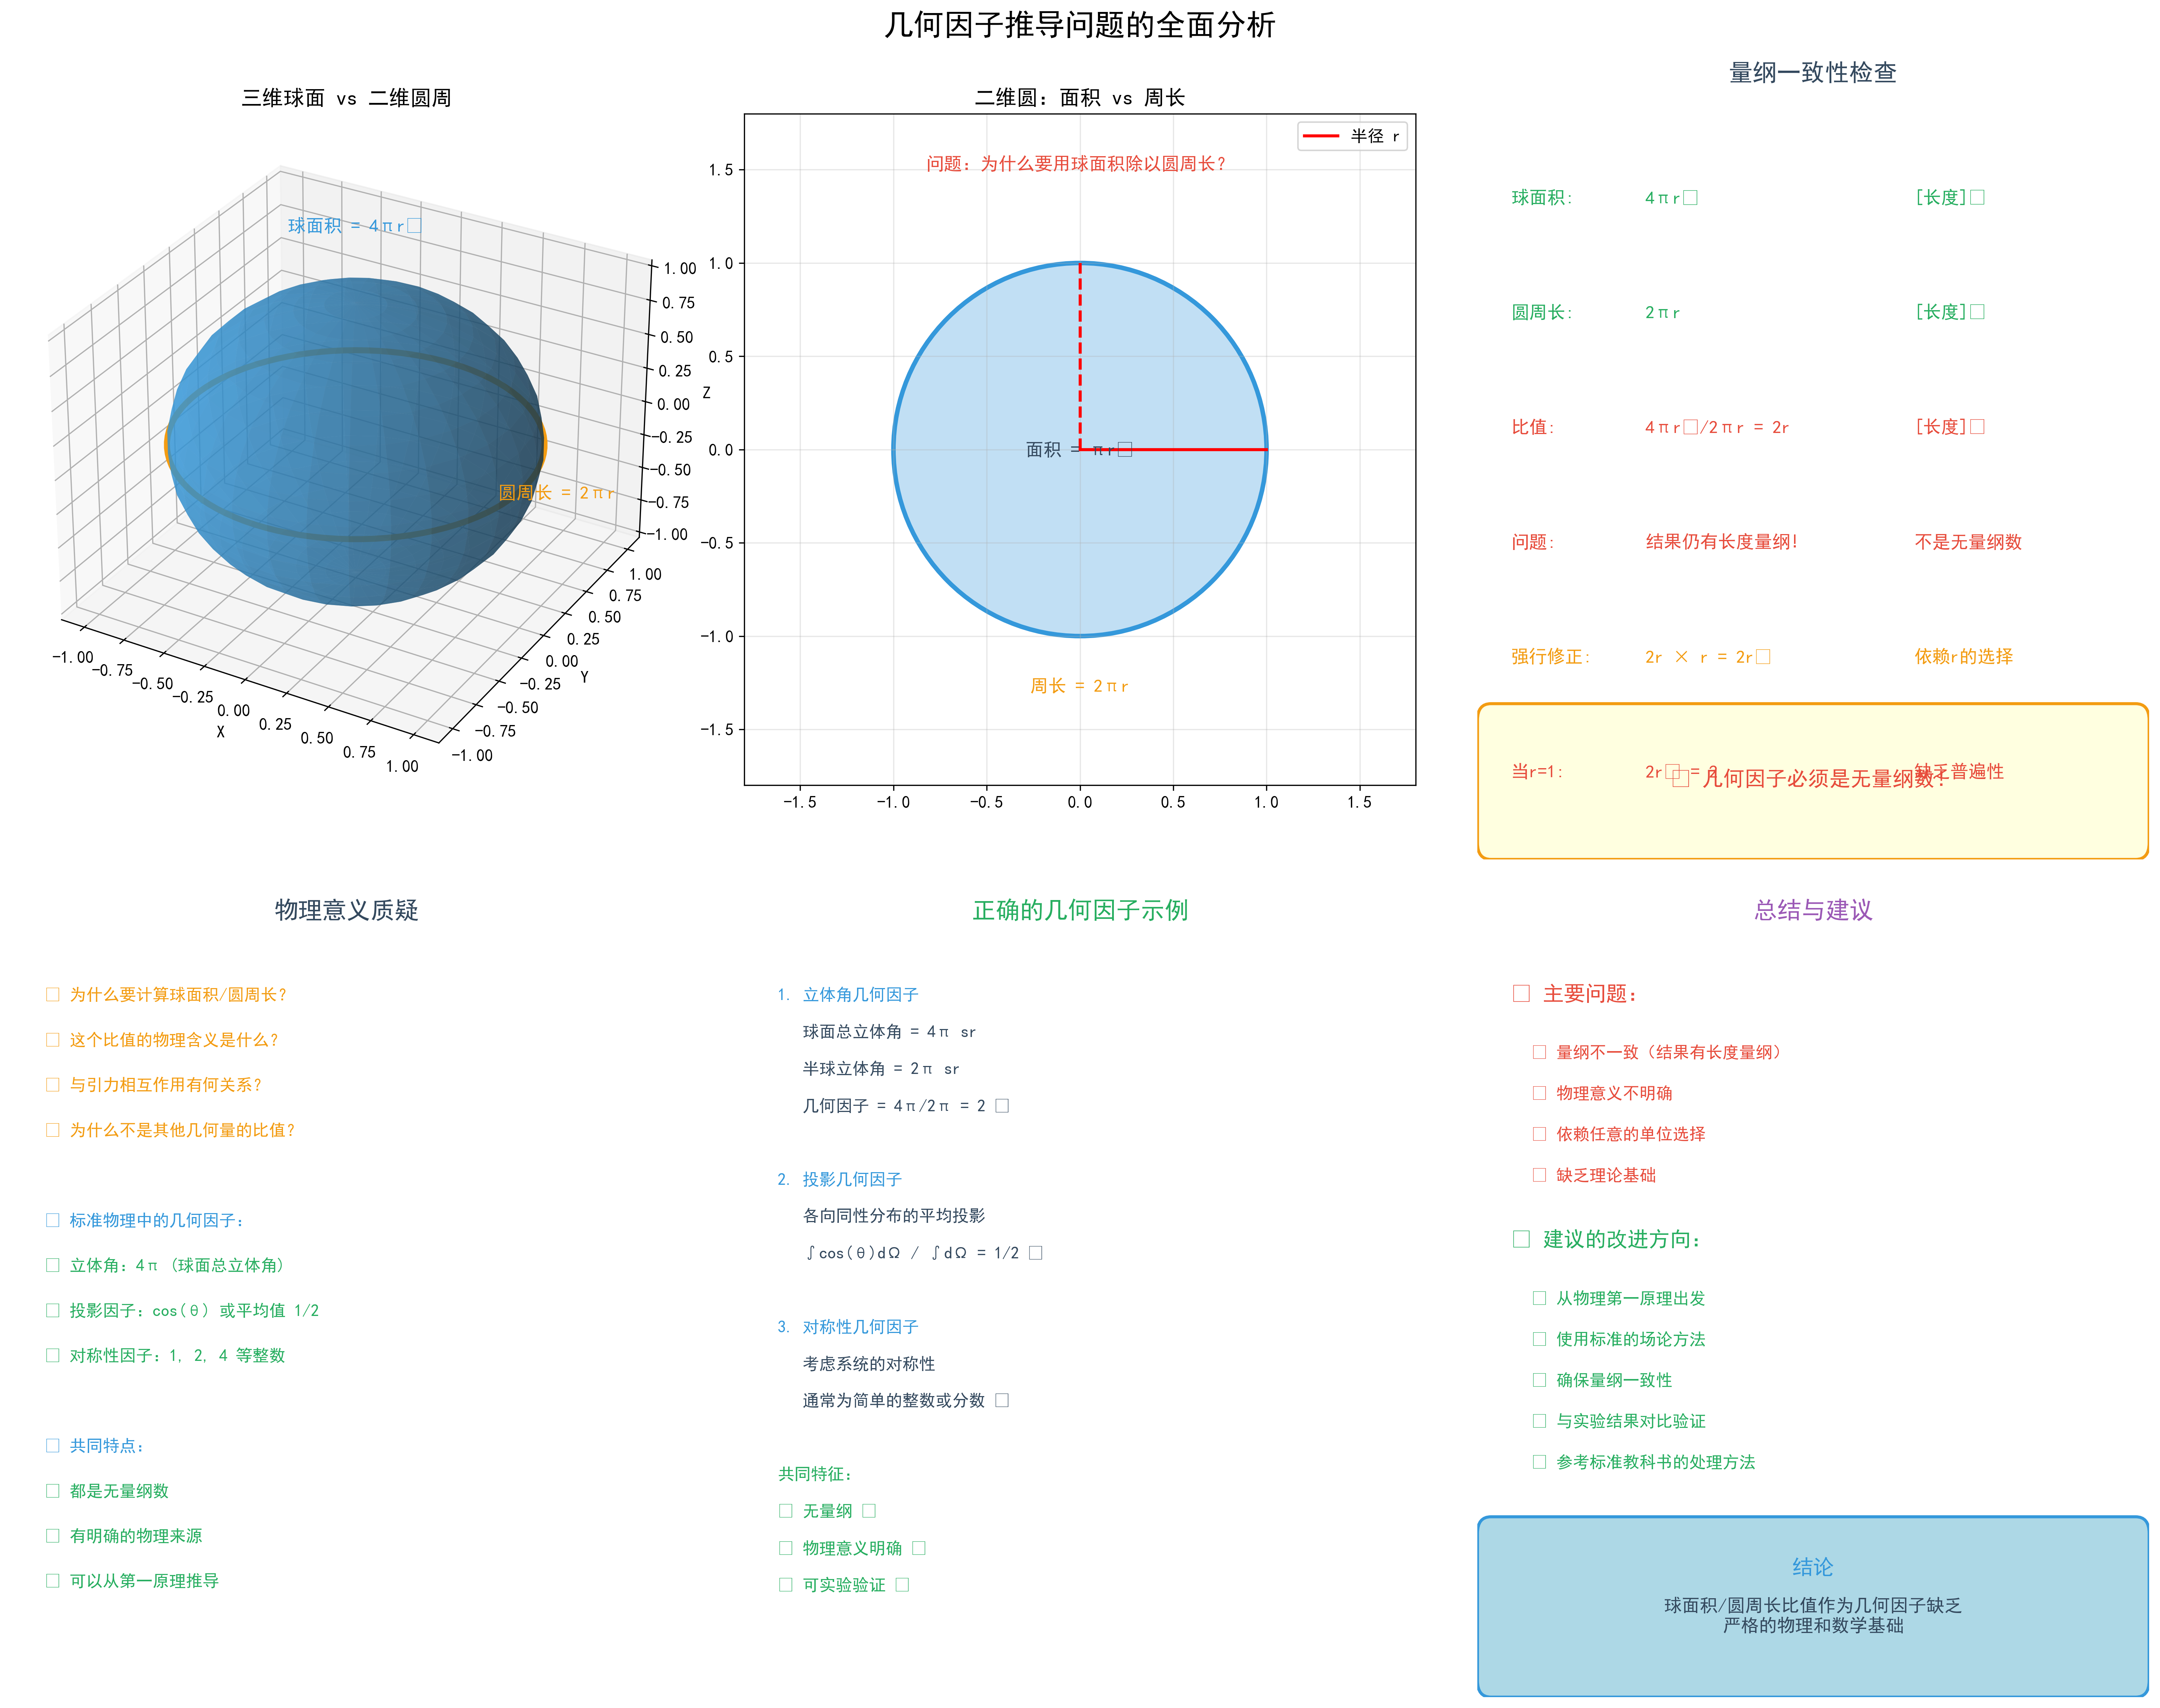 几何因子推导问题的全面分析
三维球面 vs 二维圆周
球面积 = 4πr□
圆周长 = 2πr
1.00
0.75
0.50
0.25
0.00
−0.25
−0.50
−0.75
−1.00
Z
1.00
0.75
0.50
0.25
0.00
−0.25
−0.50
−0.75
−1.00
Y
−1.00
−0.75
−0.50
−0.25
0.00
0.25
0.50
0.75
1.00
X
二维圆：面积 vs 周长
半径 r
问题：为什么要用球面积除以圆周长？
面积 = πr□
周长 = 2πr
1.5
1.0
0.5
0.0
−0.5
−1.0
−1.5
−1.5 −1.0 −0.5 0.0 0.5 1.0 1.5
量纲一致性检查
球面积: 4πr□ [长度]□
圆周长: 2πr [长度]□
比值: 4πr□/2πr = 2r [长度]□
问题: 结果仍有长度量纲! 不是无量纲数
强行修正: 2r × r = 2r□ 依赖r的选择
当r=1: 2r□ = 2 缺乏普遍性
□ 几何因子必须是无量纲数！
物理意义质疑
□ 为什么要计算球面积/圆周长？
□ 这个比值的物理含义是什么？
□ 与引力相互作用有何关系？
□ 为什么不是其他几何量的比值？
□ 标准物理中的几何因子：
□ 立体角：4π (球面总立体角)
□ 投影因子：cos(θ) 或平均值 1/2
□ 对称性因子：1, 2, 4 等整数
□ 共同特点：
□ 都是无量纲数
□ 有明确的物理来源
□ 可以从第一原理推导
正确的几何因子示例
1. 立体角几何因子
球面总立体角 = 4π sr
半球立体角 = 2π sr
几何因子 = 4π/2π = 2 □
2. 投影几何因子
各向同性分布的平均投影
∫cos(θ)dΩ / ∫dΩ = 1/2 □
3. 对称性几何因子
考虑系统的对称性
通常为简单的整数或分数 □
共同特征：
□ 无量纲 □
□ 物理意义明确 □
□ 可实验验证 □
总结与建议
□ 主要问题：
□ 量纲不一致（结果有长度量纲）
□ 物理意义不明确
□ 依赖任意的单位选择
□ 缺乏理论基础
□ 建议的改进方向：
□ 从物理第一原理出发
□ 使用标准的场论方法
□ 确保量纲一致性
□ 与实验结果对比验证
□ 参考标准教科书的处理方法
结论
球面积/圆周长比值作为几何因子缺乏
严格的物理和数学基础